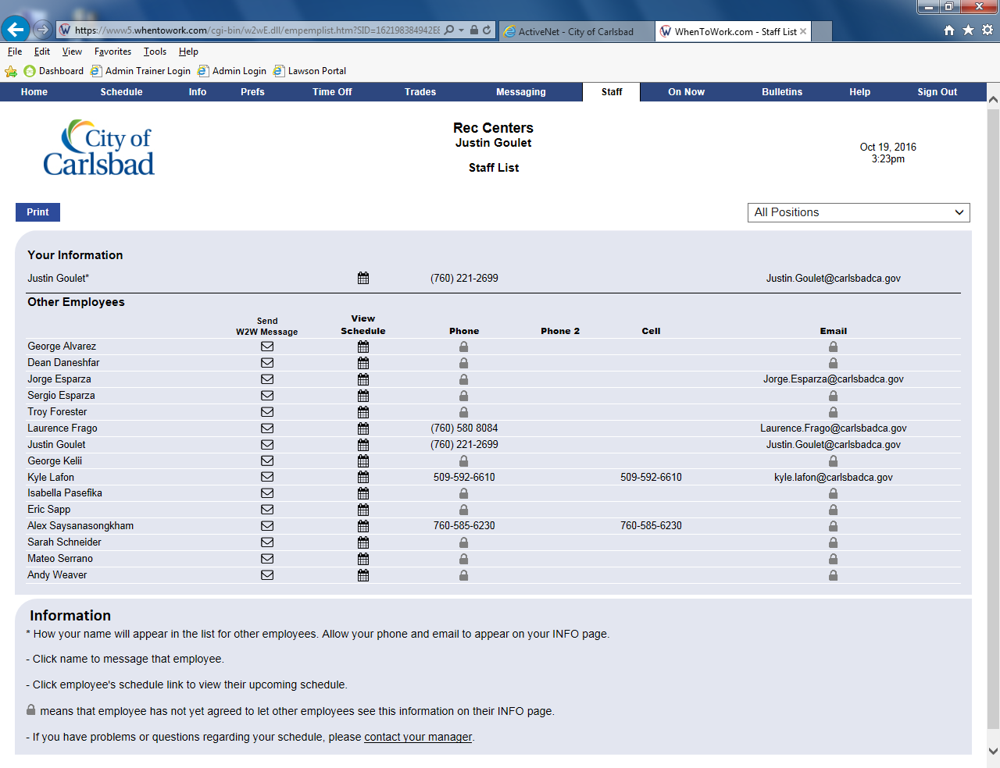 https://www5.whentowork.com/cgi-bin/w2wE.dll/empemplist.htm?SID=162198384942E8
ActiveNet - City of Carlsbad
WhenToWork.com - Staff List
File Edit View Favorites Tools Help
Dashboard Admin Trainer Login Admin Login Lawson Portal
Home Schedule Info Prefs Time Off Trades Messaging Staff On Now Bulletins Help Sign Out
City of
Carlsbad
Rec Centers
Justin Goulet
Staff List
Oct 19, 2016
3:23pm
Print
All Positions
Your Information
Justin Goulet* (760) 221-2699 Justin.Goulet@carlsbadca.gov
Other Employees
Send W2W Message View Schedule Phone Phone 2 Cell Email
George Alvarez
Dean Daneshfar
Jorge Esparza Jorge.Esparza@carlsbadca.gov
Sergio Esparza
Troy Forester
Laurence Frago (760) 580 8084 Laurence.Frago@carlsbadca.gov
Justin Goulet (760) 221-2699 Justin.Goulet@carlsbadca.gov
George Kelii
Kyle Lafon 509-592-6610 509-592-6610 kyle.lafon@carlsbadca.gov
Isabella Pasefika
Eric Sapp
Alex Saysanasongkham 760-585-6230 760-585-6230
Sarah Schneider
Mateo Serrano
Andy Weaver
Information
* How your name will appear in the list for other employees. Allow your phone and email to appear on your INFO page.
- Click name to message that employee.
- Click employee's schedule link to view their upcoming schedule.
means that employee has not yet agreed to let other employees see this information on their INFO page.
- If you have problems or questions regarding your schedule, please contact your manager.